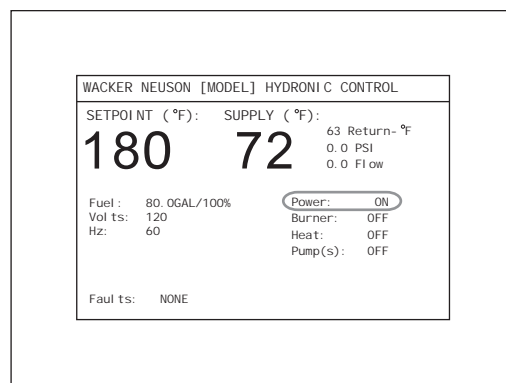 WACKER NEUSON [MODEL] HYDRONIC CONTROL
SETPOINT (°F): SUPPLY (°F):
180 72
63 Return-°F
0.0 PSI
0.0 Flow
Fuel: 80.0GAL/100%
Volts: 120
Hz: 60
Power: ON
Burner: OFF
Heat: OFF
Pump(s): OFF
Faults: NONE